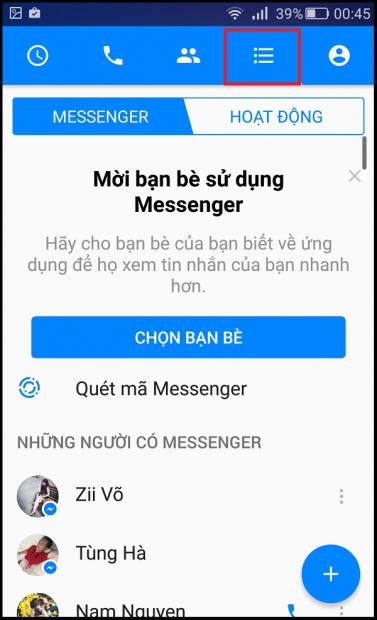 39% 00:45
MESSENGER HOẠT ĐỘNG
Mời bạn bè sử dụng
Messenger
Hãy cho bạn bè của bạn biết về ứng
dụng để họ xem tin nhắn của bạn nhanh
hơn.
CHỌN BẠN BÈ
Quét mã Messenger
NHỮNG NGƯỜI CÓ MESSENGER
Zii Võ
Tùng Hà
Nam Nguyen